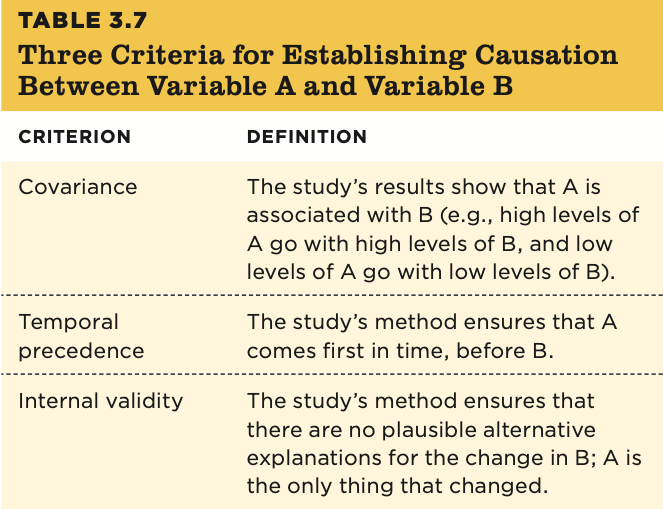 TABLE 3.7
Three Criteria for Establishing Causation
Between Variable A and Variable B
CRITERION DEFINITION
Covariance The study’s results show that A is
associated with B (e.g., high levels of
A go with high levels of B, and low
levels of A go with low levels of B).
Temporal The study’s method ensures that A
precedence comes first in time, before B.
Internal validity The study’s method ensures that
there are no plausible alternative
explanations for the change in B; A is
the only thing that changed.